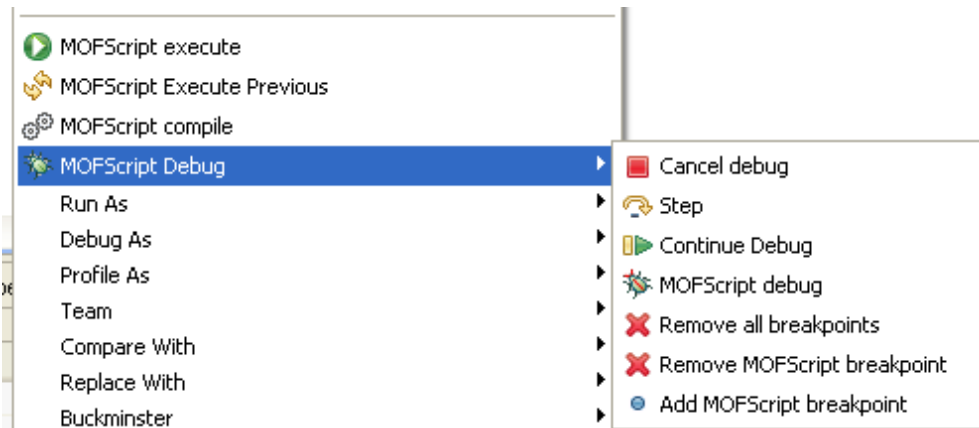 MOFScript execute
MOFScript Execute Previous
MOFScript compile
MOFScript Debug
Run As
Debug As
Profile As
Team
Compare With
Replace With
Buckminster
Cancel debug
Step
Continue Debug
MOFScript debug
Remove all breakpoints
Remove MOFScript breakpoint
Add MOFScript breakpoint